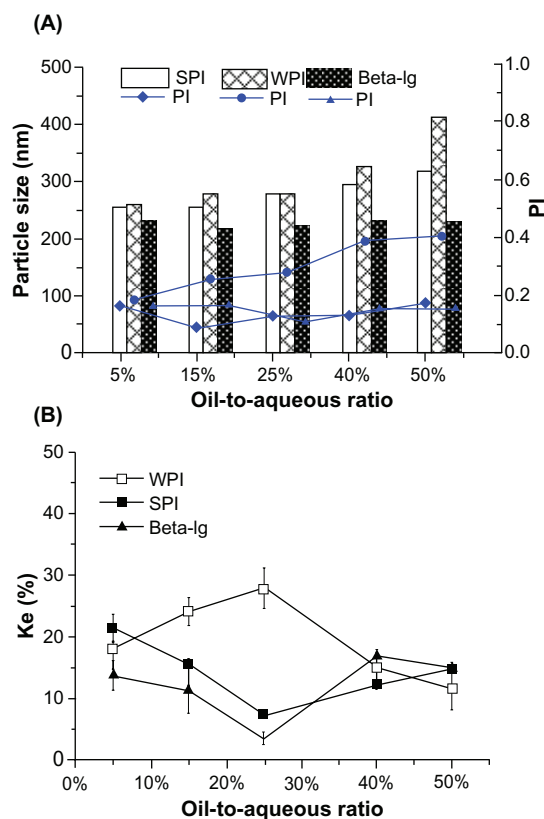 (A)
SPI WPI Beta-lg
PI PI PI
500
400
300
200
100
0
Particle size (nm)
1.0
0.8
0.6
0.4
0.2
0.0
PI
5% 15% 25% 40% 50%
Oil-to-aqueous ratio
(B)
50
40
30
20
10
0
Ke (%)
WPI
SPI
Beta-lg
0% 10% 20% 30% 40% 50%
Oil-to-aqueous ratio